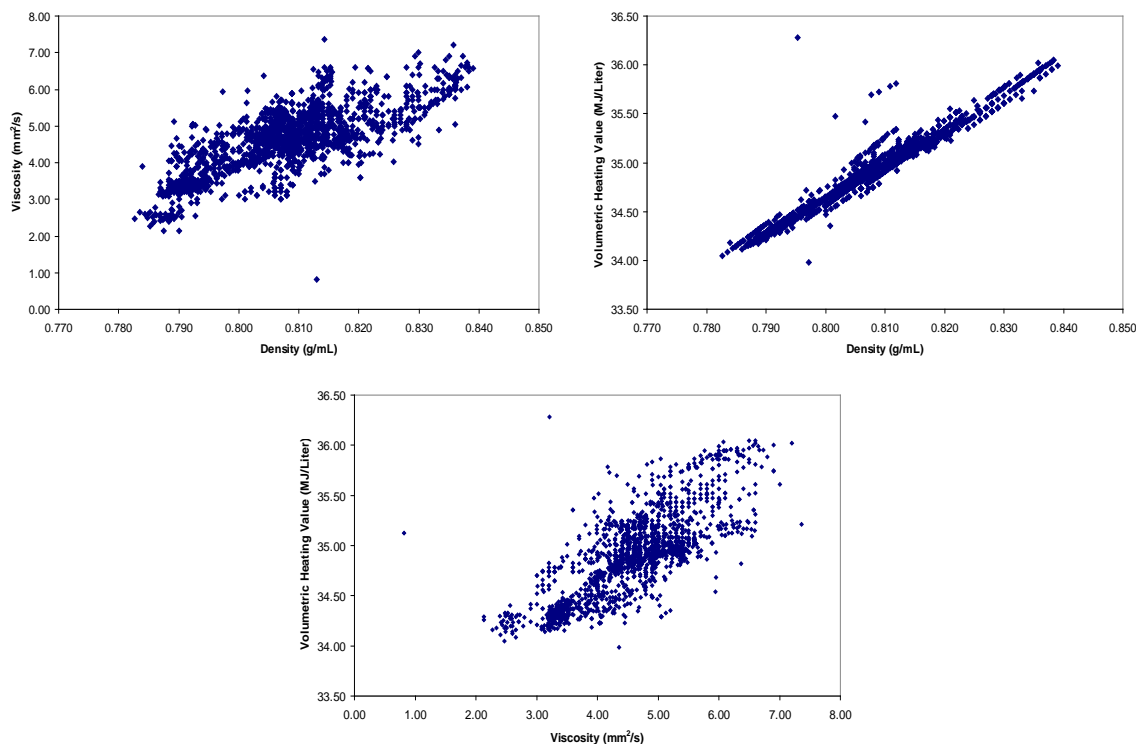 8.00
7.00
6.00
5.00
4.00
3.00
2.00
1.00
0.00
Viscosity (mm²/s)
0.770 0.780 0.790 0.800 0.810 0.820 0.830 0.840 0.850
Density (g/mL)
36.50
36.00
35.50
35.00
34.50
34.00
33.50
Volumetric Heating Value (MJ/Liter)
0.770 0.780 0.790 0.800 0.810 0.820 0.830 0.840 0.850
Density (g/mL)
36.50
36.00
35.50
35.00
34.50
34.00
33.50
Volumetric Heating Value (MJ/Liter)
0.00 1.00 2.00 3.00 4.00 5.00 6.00 7.00 8.00
Viscosity (mm²/s)